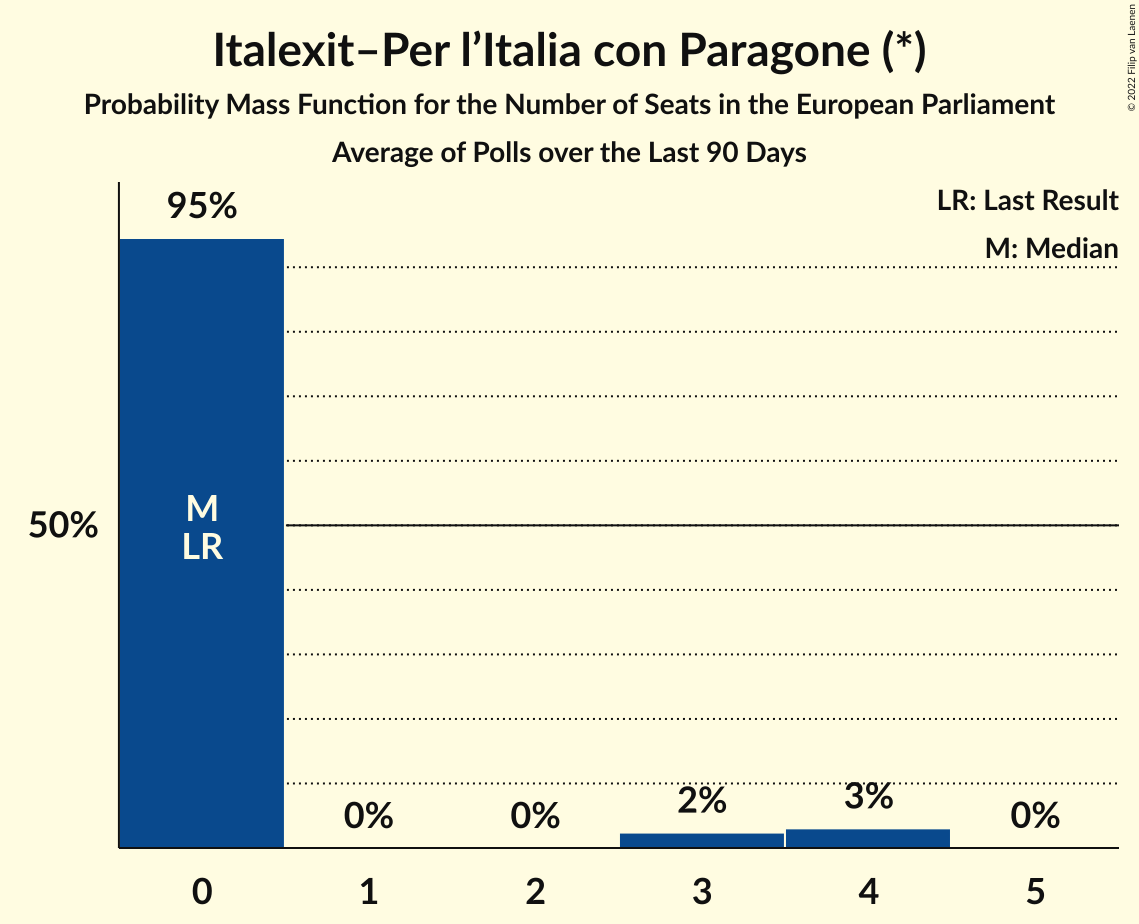 Italexit–Per l’Italia con Paragone (*)
Probability Mass Function for the Number of Seats in the European Parliament
Average of Polls over the Last 90 Days
© 2022 Filip van Laenen
LR: Last Result
M: Median
95%
50%
M
LR
0%
0%
2%
3%
0%
0
1
2
3
4
5